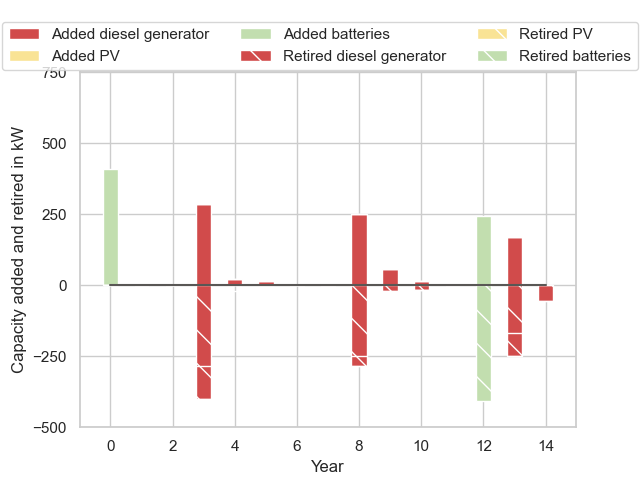 Added diesel generator Added batteries Retired PV
Added PV Retired diesel generator Retired batteries
750
500
250
0
−250
−500
Capacity added and retired in kW
0 2 4 6 8 10 12 14
Year